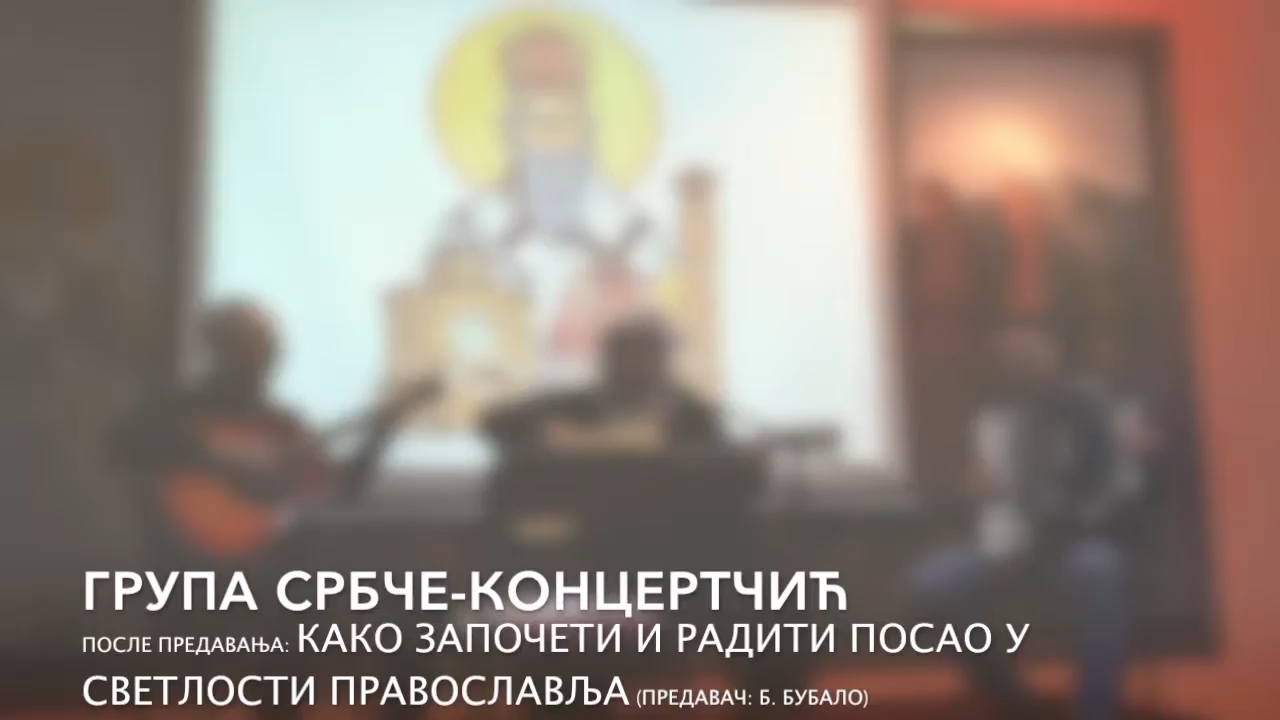 ГРУПА СРБЧЕ-КОНЦЕРТЧИЋ
ПОСЛЕ ПРЕДАВАЊА: КАКО ЗАПОЧЕТИ И РАДИТИ ПОСАО У
СВЕТЛОСТИ ПРАВОСЛАВЉА (ПРЕДАВАЧ: Б. БУБАЛО)